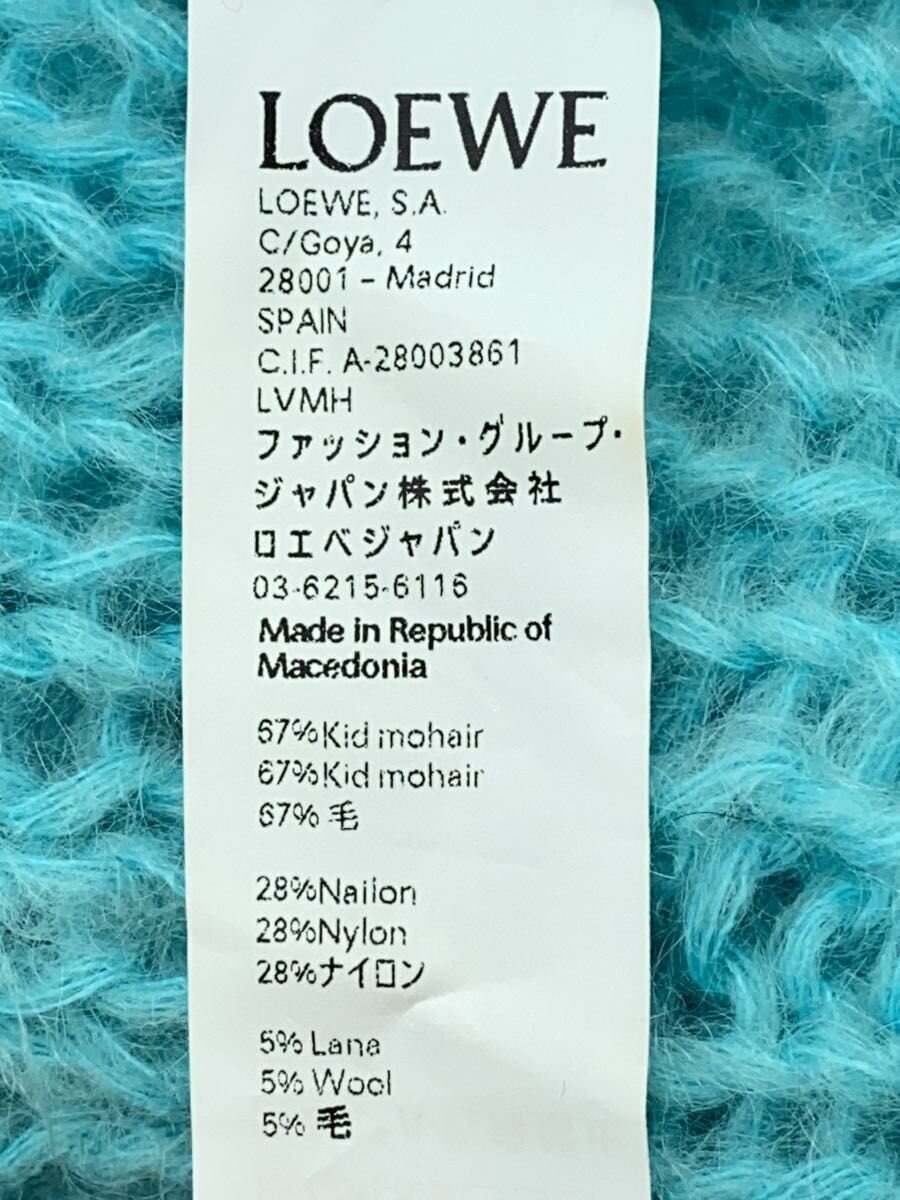 LOEWE
LOEWE, S.A.
C/Goya, 4
28001 – Madrid
SPAIN
C.I.F. A-28003861
LVMH
ファッション・グループ・
ジャパン株式会社
ロエベジャパン
03-6215-6116
Made in Republic of
Macedonia
67%Kid mohair
67%Kid mohair
67% 毛
28%Nailon
28%Nylon
28%ナイロン
5% Lana
5% Wool
5% 毛